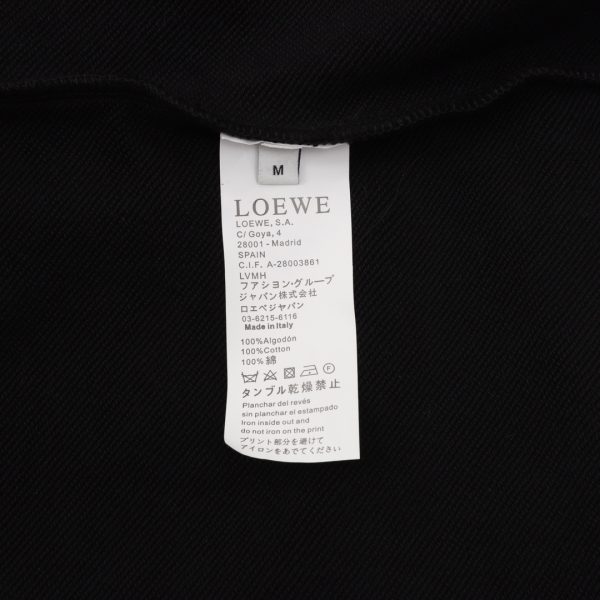 M
LOEWE
LOEWE, S.A.
C/ Goya, 4
28001 - Madrid
SPAIN
C.I.F. A-28003861
LVMH
ファシヨン・グループ
ジャパン株式会社
ロエベジャパン
03-6215-6116
Made in Italy
100%Algodón
100%Cotton
100% 綿
タンブル乾燥禁止
Planchar del revés
sin planchar el estampado
Iron inside out and
do not iron on the print
プリント部分を避けて
アイロンをあでてください